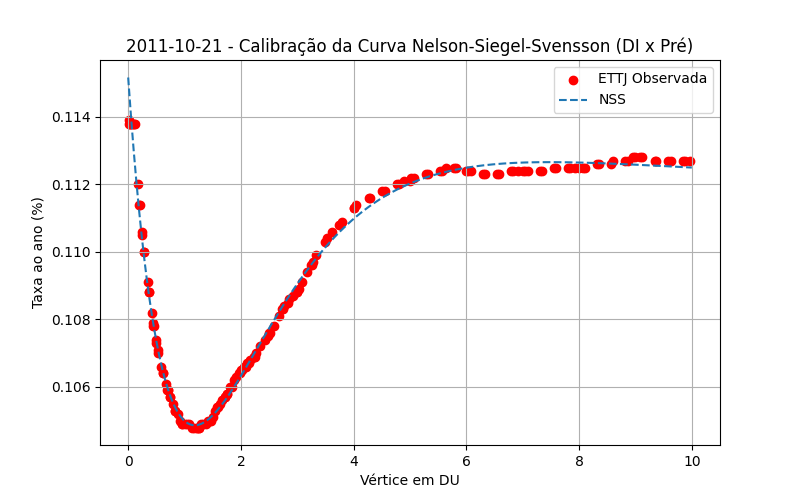 2011-10-21 - Calibração da Curva Nelson-Siegel-Svensson (DI x Pré)
ETTJ Observada
NSS
Taxa ao ano (%)
0.114
0.112
0.110
0.108
0.106
0 2 4 6 8 10
Vértice em DU